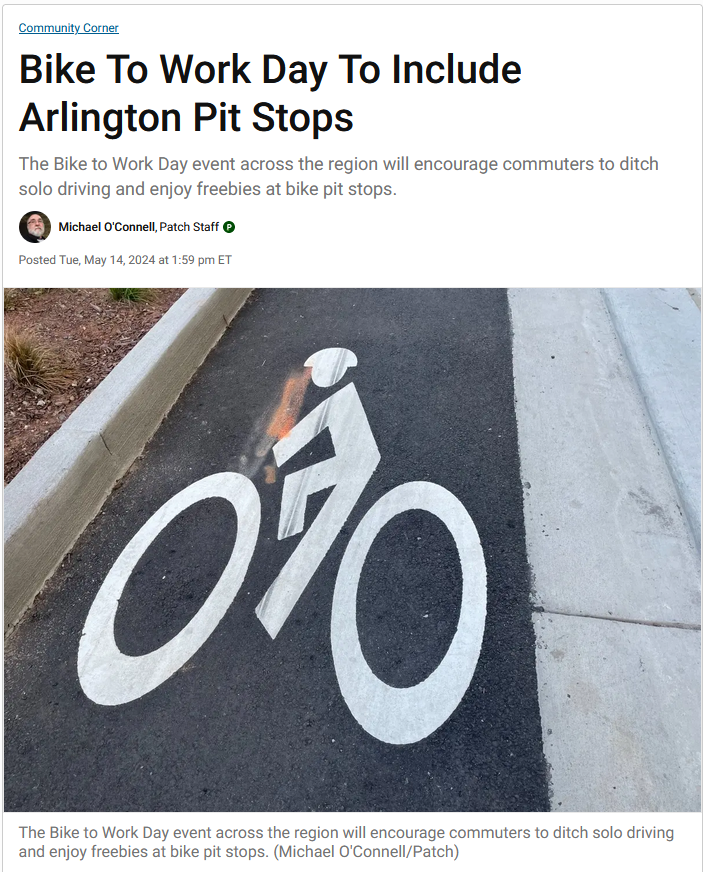 Community Corner
Bike To Work Day To Include
Arlington Pit Stops
The Bike to Work Day event across the region will encourage commuters to ditch
solo driving and enjoy freebies at bike pit stops.
Michael O'Connell, Patch Staff P
Posted Tue, May 14, 2024 at 1:59 pm ET
The Bike to Work Day event across the region will encourage commuters to ditch solo driving
and enjoy freebies at bike pit stops. (Michael O'Connell/Patch)